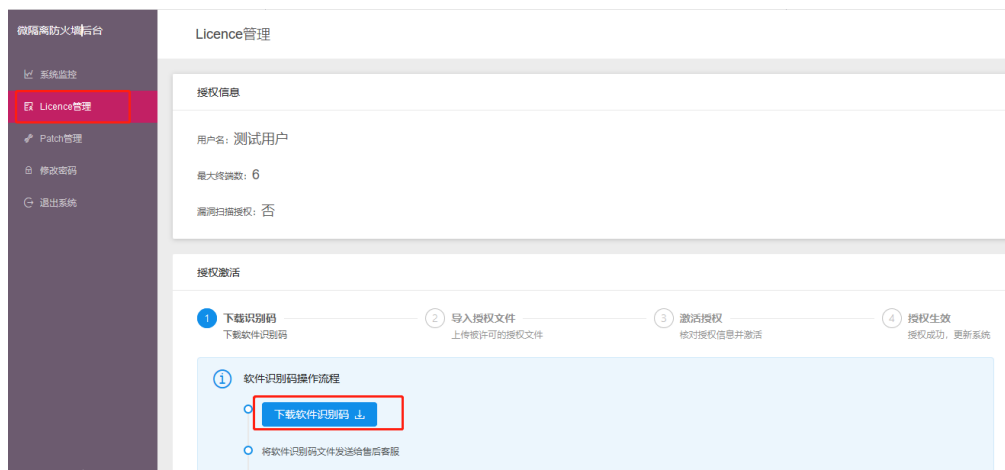 微隔离防火墙后台
Licence管理
系统监控
Licence管理
Patch管理
修改密码
退出系统
授权信息
用户名：测试用户
最大终端数：6
漏洞扫描授权：否
授权激活
1 下载识别码
下载软件识别码
2 导入授权文件
上传被许可的授权文件
3 激活授权
核对授权信息并激活
4 授权生效
授权成功，更新系统
软件识别码操作流程
下载软件识别码
将软件识别码文件发送给售后客服